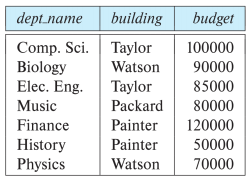 dept_name building budget
Comp. Sci. Taylor 100000
Biology Watson 90000
Elec. Eng. Taylor 85000
Music Packard 80000
Finance Painter 120000
History Painter 50000
Physics Watson 70000